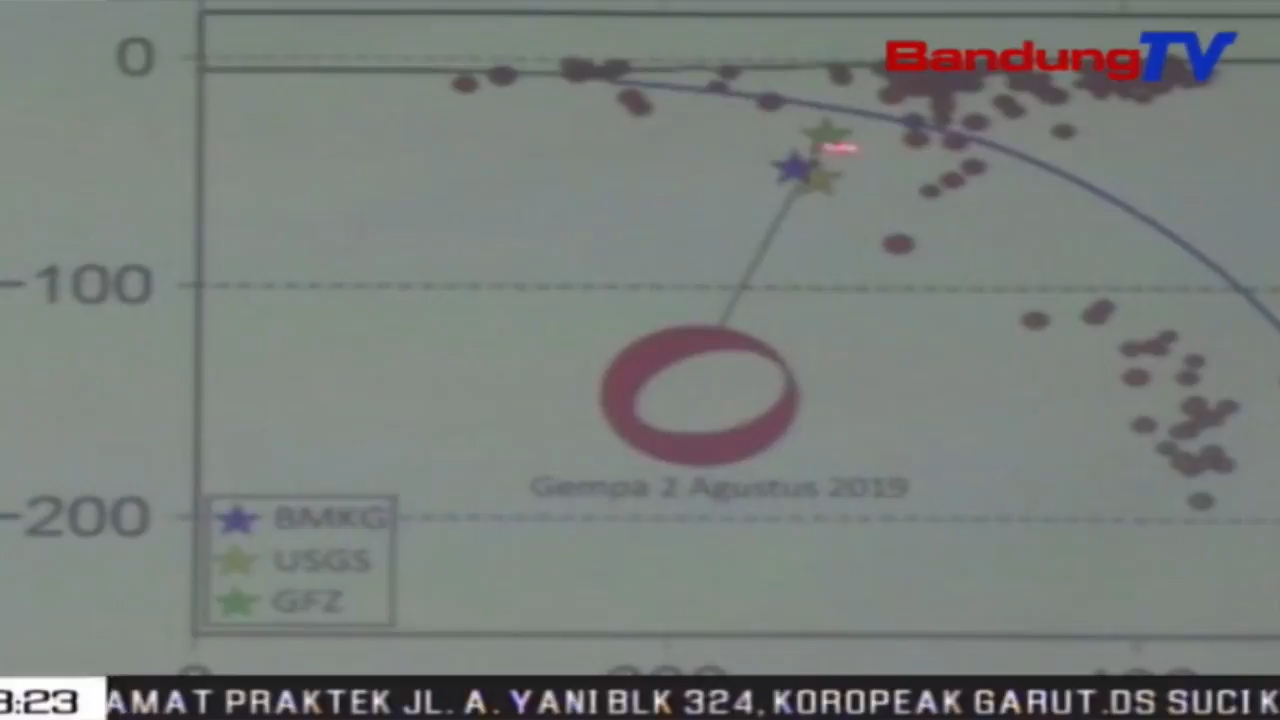 BandungTV
0
-100
Gempa 2 Agustus 2019
-200
BMKG
USGS
GFZ
3:23
AMAT PRAKTEK JL. A. YANI BLK 324, KOROPEAK GARUT.DS SUCI K